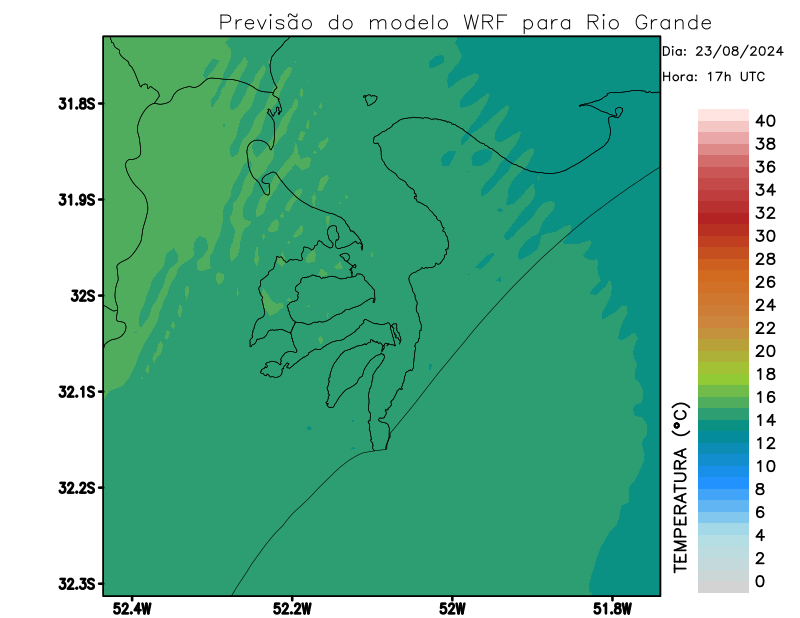 Previsão do modelo WRF para Rio Grande
Dia: 23/08/2024
Hora: 17h UTC
31.8S
31.9S
32S
32.1S
32.2S
32.3S
52.4W
52.2W
52W
51.8W
TEMPERATURA (°C)
40
38
36
34
32
30
28
26
24
22
20
18
16
14
12
10
8
6
4
2
0